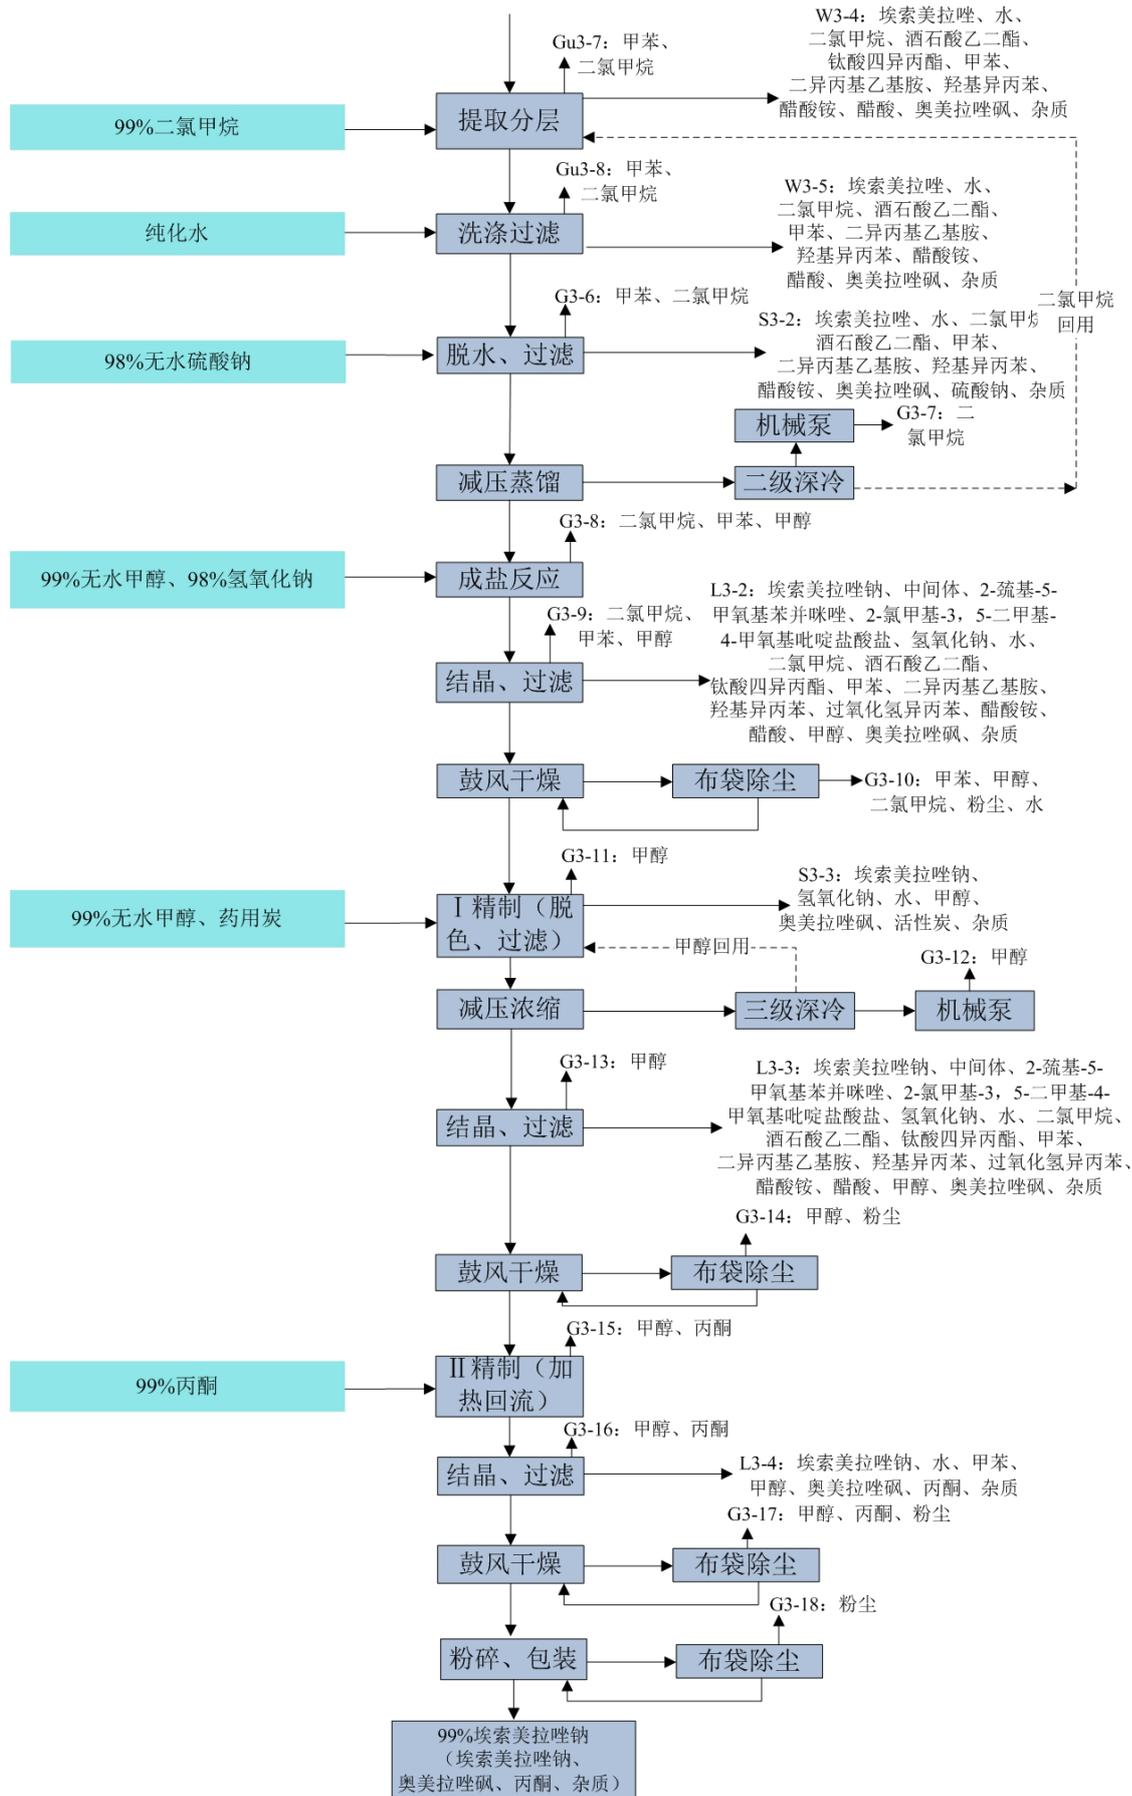 Gu3-7：甲苯、
二氯甲烷
W3-4：埃索美拉唑、水、
二氯甲烷、酒石酸乙二酯、
钛酸四异丙酯、甲苯、
二异丙基乙基胺、羟基异丙苯、
醋酸铵、醋酸、奥美拉唑砜、杂质
99%二氯甲烷
提取分层
Gu3-8：甲苯、
二氯甲烷
W3-5：埃索美拉唑、水、
二氯甲烷、酒石酸乙二酯、
甲苯、二异丙基乙基胺、
羟基异丙苯、醋酸铵、
醋酸、奥美拉唑砜、杂质
纯化水
洗涤过滤
二氯甲烷
回用
G3-6：甲苯、二氯甲烷
S3-2：埃索美拉唑、水、二氯甲烷
酒石酸乙二酯、甲苯、
二异丙基乙基胺、羟基异丙苯、
醋酸铵、奥美拉唑砜、硫酸钠、杂质
98%无水硫酸钠
脱水、过滤
机械泵
G3-7：二
氯甲烷
减压蒸馏
二级深冷
G3-8：二氯甲烷、甲苯、甲醇
99%无水甲醇、98%氢氧化钠
成盐反应
G3-9：二氯甲烷、
甲苯、甲醇
L3-2：埃索美拉唑钠、中间体、2-巯基-5-
甲氧基苯并咪唑、2-氯甲基-3，5-二甲基-
4-甲氧基吡啶盐酸盐、氢氧化钠、水、
二氯甲烷、酒石酸乙二酯、
钛酸四异丙酯、甲苯、二异丙基乙基胺、
羟基异丙苯、过氧化氢异丙苯、醋酸铵、
醋酸、甲醇、奥美拉唑砜、杂质
结晶、过滤
鼓风干燥
布袋除尘
G3-10：甲苯、甲醇、
二氯甲烷、粉尘、水
G3-11：甲醇
S3-3：埃索美拉唑钠、
氢氧化钠、水、甲醇、
奥美拉唑砜、活性炭、杂质
99%无水甲醇、药用炭
Ⅰ精制（脱
色、过滤）
甲醇回用
G3-12：甲醇
减压浓缩
三级深冷
机械泵
G3-13：甲醇
L3-3：埃索美拉唑钠、中间体、2-巯基-5-
甲氧基苯并咪唑、2-氯甲基-3，5-二甲基-4-
甲氧基吡啶盐酸盐、氢氧化钠、水、二氯甲烷、
酒石酸乙二酯、钛酸四异丙酯、甲苯、
二异丙基乙基胺、羟基异丙苯、过氧化氢异丙苯、
醋酸铵、醋酸、甲醇、奥美拉唑砜、杂质
结晶、过滤
G3-14：甲醇、粉尘
鼓风干燥
布袋除尘
G3-15：甲醇、丙酮
99%丙酮
Ⅱ精制（加
热回流）
G3-16：甲醇、丙酮
结晶、过滤
L3-4：埃索美拉唑钠、水、甲苯、
甲醇、奥美拉唑砜、丙酮、杂质
G3-17：甲醇、丙酮、粉尘
鼓风干燥
布袋除尘
G3-18：粉尘
粉碎、包装
布袋除尘
99%埃索美拉唑钠
（埃索美拉唑钠、
奥美拉唑砜、丙酮、杂质）